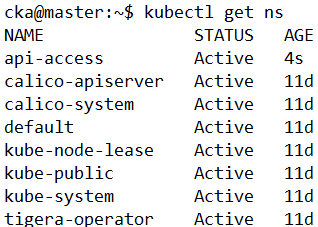 cka@master:~$ kubectl get ns
NAME STATUS AGE
api-access Active 4s
calico-apiserver Active 11d
calico-system Active 11d
default Active 11d
kube-node-lease Active 11d
kube-public Active 11d
kube-system Active 11d
tigera-operator Active 11d